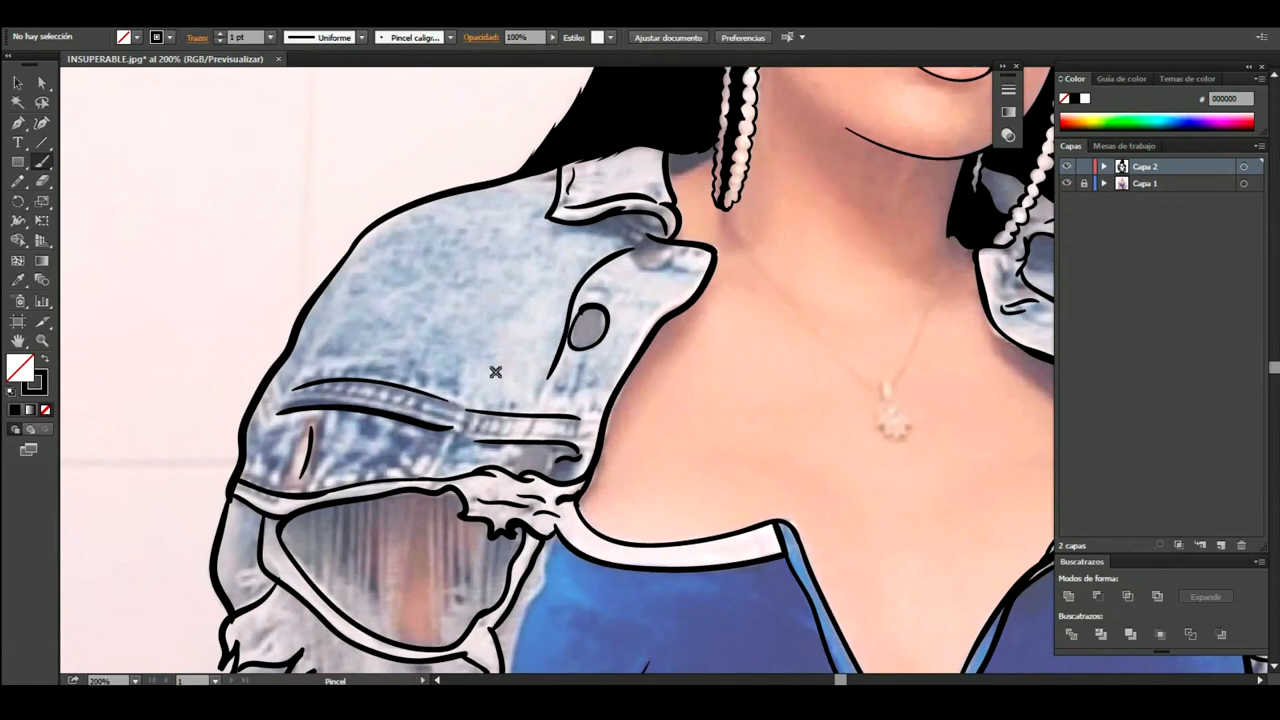 No hay selección
Trazo:
1 pt
Uniforme
Pincel caligr...
Opacidad:
100%
Estilo:
Ajustar documento
Preferencias
INSUPERABLE.jpg* al 200% (RGB/Previsualizar)
Color
Guía de color
Temas de color
#
000000
Capas
Mesas de trabajo
Capa 2
Capa 1
2 capas
Buscatrazos
Modos de forma:
Expandir
Buscatrazos:
200%
1
Pincel